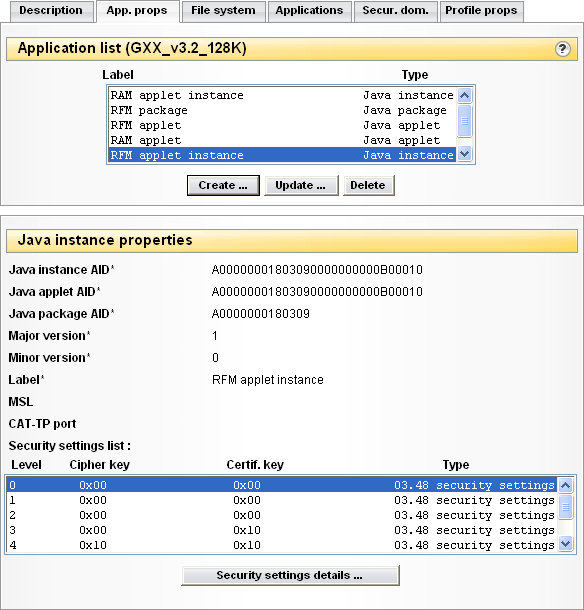 Description App. props File system Applications Secur. dom. Profile props
Application list (GXX_v3.2_128K) ?
Label Type
RAM applet instance Java instance
RFM package Java package
RFM applet Java applet
RAM applet Java applet
RFM applet instance Java instance
Create ... Update ... Delete
Java instance properties
Java instance AID* A00000001803090000000000B00010
Java applet AID* A00000001803090000000000B00010
Java package AID* A0000000180309
Major version* 1
Minor version* 0
Label* RFM applet instance
MSL
CAT-TP port
Security settings list :
Level Cipher key Certif. key Type
0 0x00 0x00 03.48 security settings
1 0x00 0x00 03.48 security settings
2 0x00 0x00 03.48 security settings
3 0x00 0x10 03.48 security settings
4 0x10 0x00 03.48 security settings
Security settings details ...